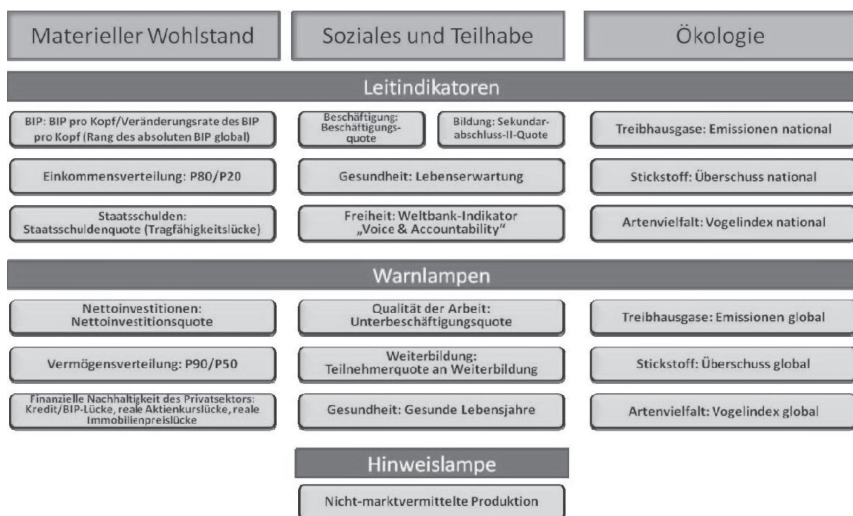 Materieller Wohlstand
Soziales und Teilhabe
Ökologie
Leitindikatoren
BIP: BIP pro Kopf/Veränderungsrate des BIP
pro Kopf (Rang des absoluten BIP global)
Beschäftigung:
Beschäftigungs-
quote
Bildung: Sekundar-
abschluss-II-Quote
Treibhausgase: Emissionen national
Einkommensverteilung: P80/P20
Gesundheit: Lebenserwartung
Stickstoff: Überschuss national
Staatsschulden:
Staatsschuldenquote (Tragfähigkeitslücke)
Freiheit: Weltbank-Indikator
„Voice & Accountability“
Artenvielfalt: Vogelindex national
Warnlampen
Nettoinvestitionen:
Nettoinvestitionsquote
Qualität der Arbeit:
Unterbeschäftigungsquote
Treibhausgase: Emissionen global
Vermögensverteilung: P90/P50
Weiterbildung:
Teilnehmerquote an Weiterbildung
Stickstoff: Überschuss global
Finanzielle Nachhaltigkeit des Privatsektors:
Kredit/BIP-Lücke, reale Aktienkurslücke, reale
Immobilienpreislücke
Gesundheit: Gesunde Lebensjahre
Artenvielfalt: Vogelindex global
Hinweislampe
Nicht-marktvermittelte Produktion